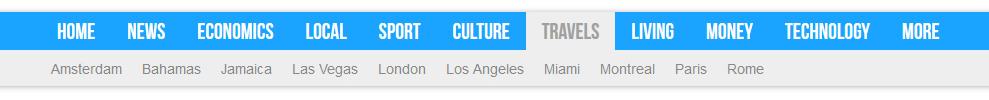 HOME NEWS ECONOMICS LOCAL SPORT CULTURE TRAVELS LIVING MONEY TECHNOLOGY MORE
Amsterdam Bahamas Jamaica Las Vegas London Los Angeles Miami Montreal Paris Rome